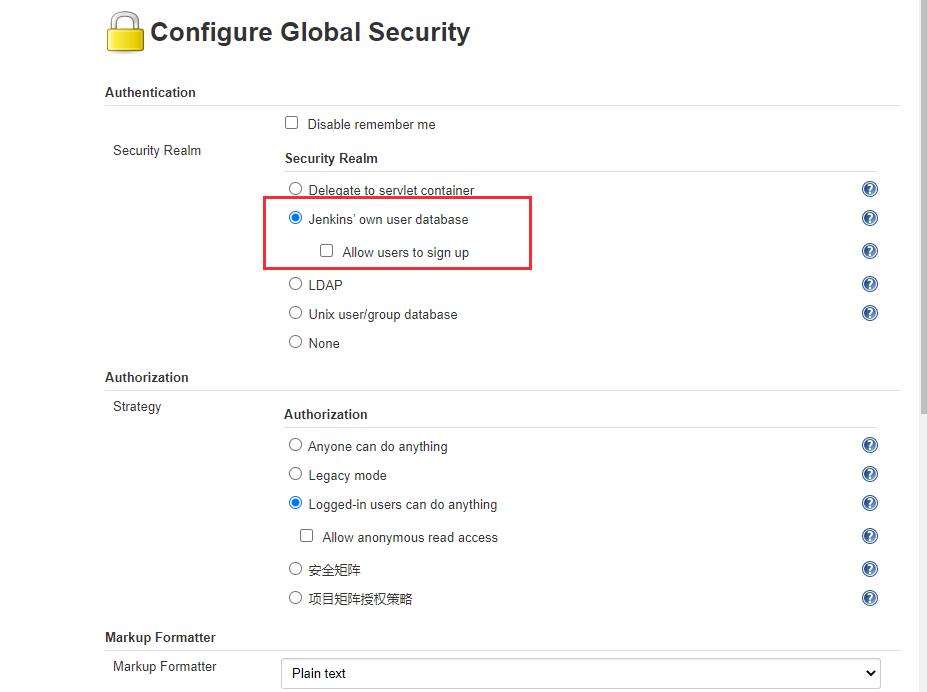 Configure Global Security
Authentication
Disable remember me
Security Realm
Security Realm
Delegate to servlet container
Jenkins' own user database
Allow users to sign up
LDAP
Unix user/group database
None
Authorization
Strategy
Authorization
Anyone can do anything
Legacy mode
Logged-in users can do anything
Allow anonymous read access
安全矩阵
项目矩阵授权策略
Markup Formatter
Markup Formatter
Plain text